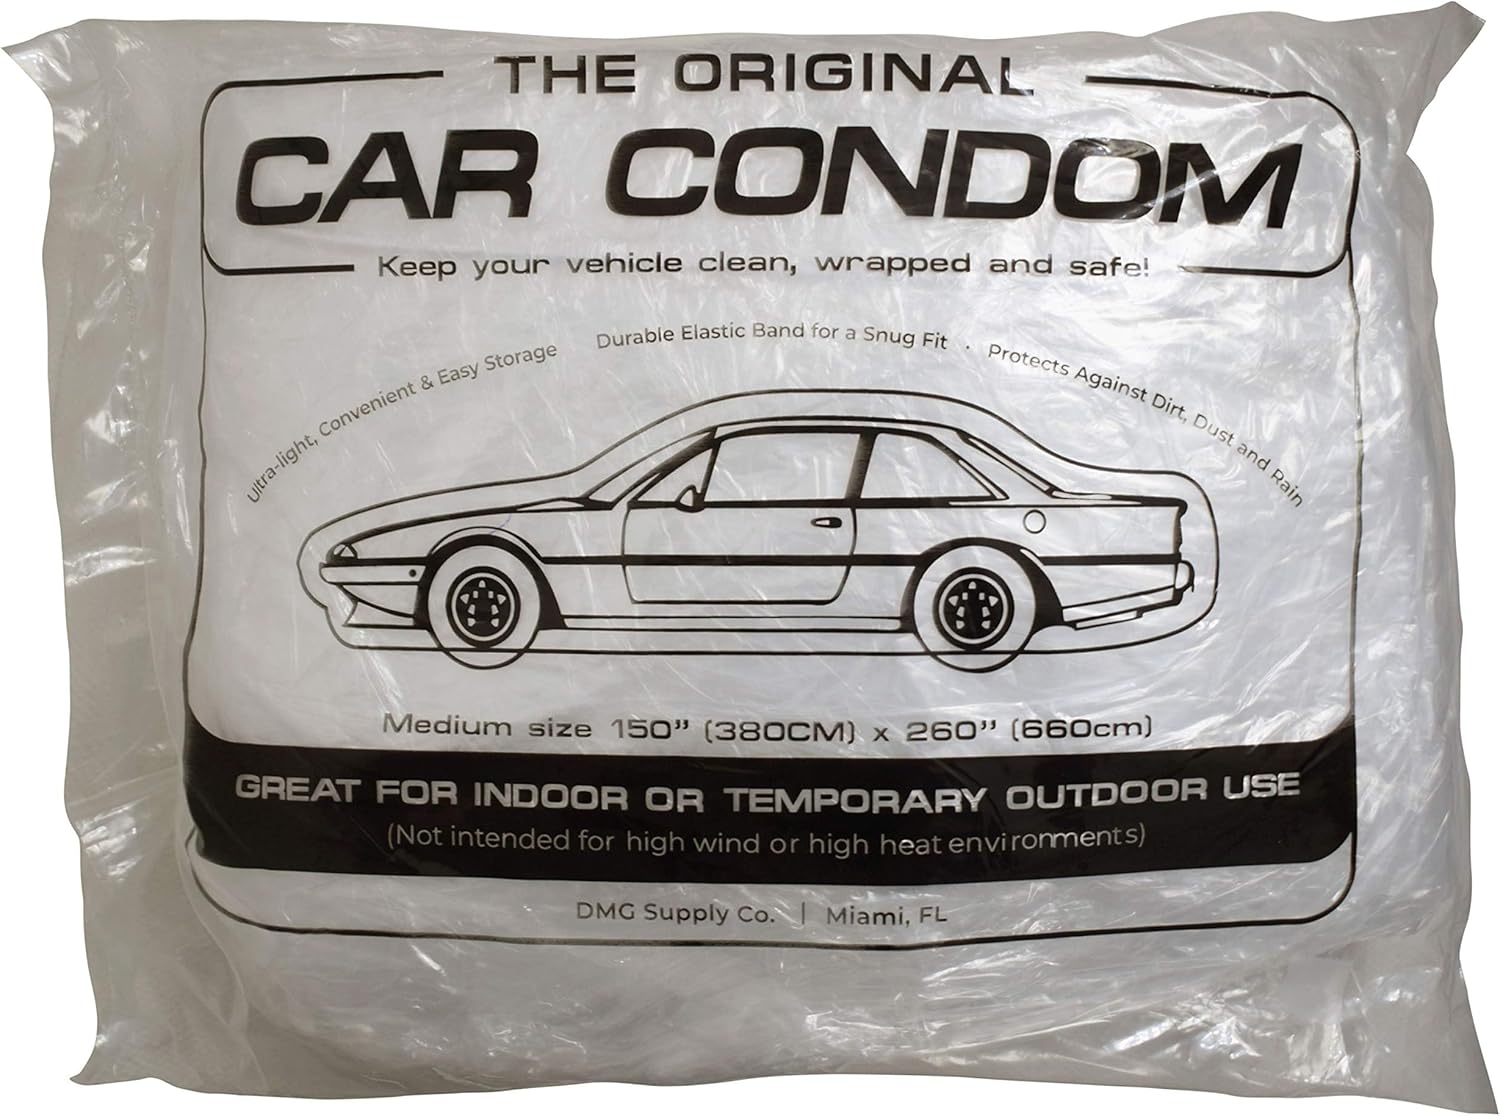 THE ORIGINAL
CAR CONDOM
Keep your vehicle clean, wrapped and safe!
Ultra-light, Convenient & Easy Storage Durable Elastic Band for a Snug Fit · Protects Against Dirt, Dust and Rain
Medium size 150” (380CM) x 260” (660cm)
GREAT FOR INDOOR OR TEMPORARY OUTDOOR USE
(Not intended for high wind or high heat environments)
DMG Supply Co. | Miami, FL